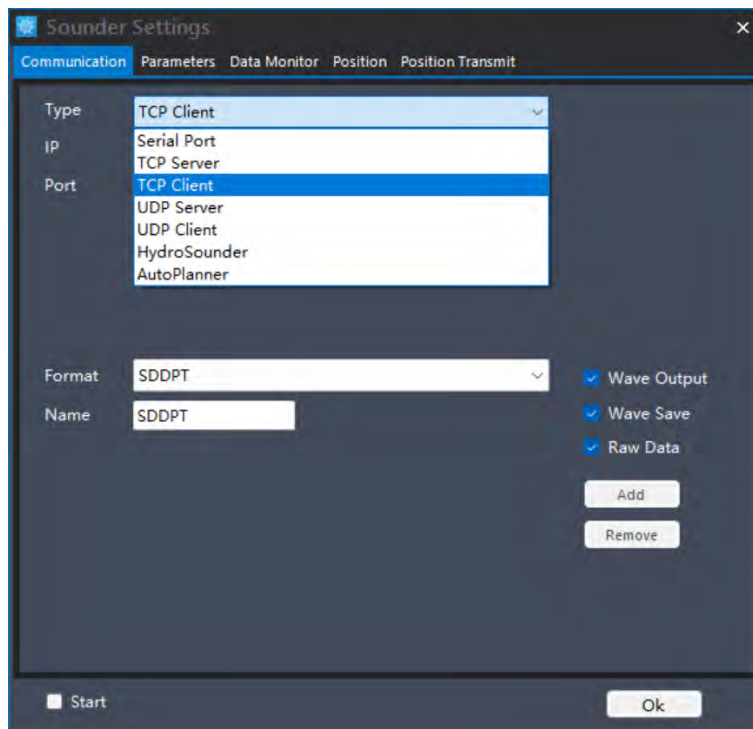 Sounder Settings
Communication Parameters Data Monitor Position Position Transmit
Type TCP Client
IP Serial Port
TCP Server
Port TCP Client
UDP Server
UDP Client
HydroSounder
AutoPlanner
Format SDDPT Wave Output
Name SDDPT Wave Save
Raw Data
Add
Remove
Start Ok